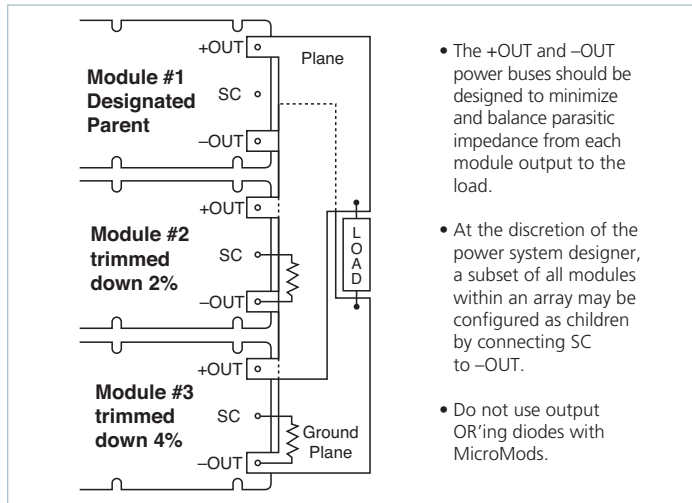 +OUT
Plane
Module #1
Designated
Parent
SC
–OUT
+OUT
Module #2
trimmed
down 2%
SC
–OUT
LOAD
+OUT
Module #3
trimmed
down 4%
SC
Ground
Plane
–OUT
• The +OUT and –OUT
power buses should be
designed to minimize
and balance parasitic
impedance from each
module output to the
load.
• At the discretion of the
power system designer,
a subset of all modules
within an array may be
configured as children
by connecting SC
to –OUT.
• Do not use output
OR'ing diodes with
MicroMods.